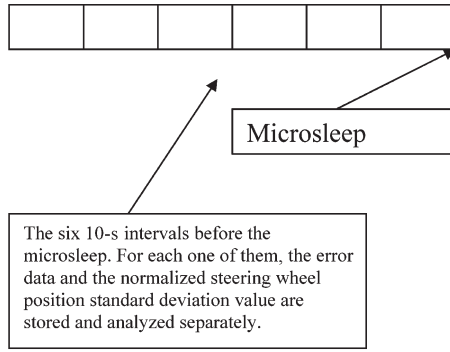 Microsleep
The six 10-s intervals before the
microsleep. For each one of them, the error
data and the normalized steering wheel
position standard deviation value are
stored and analyzed separately.